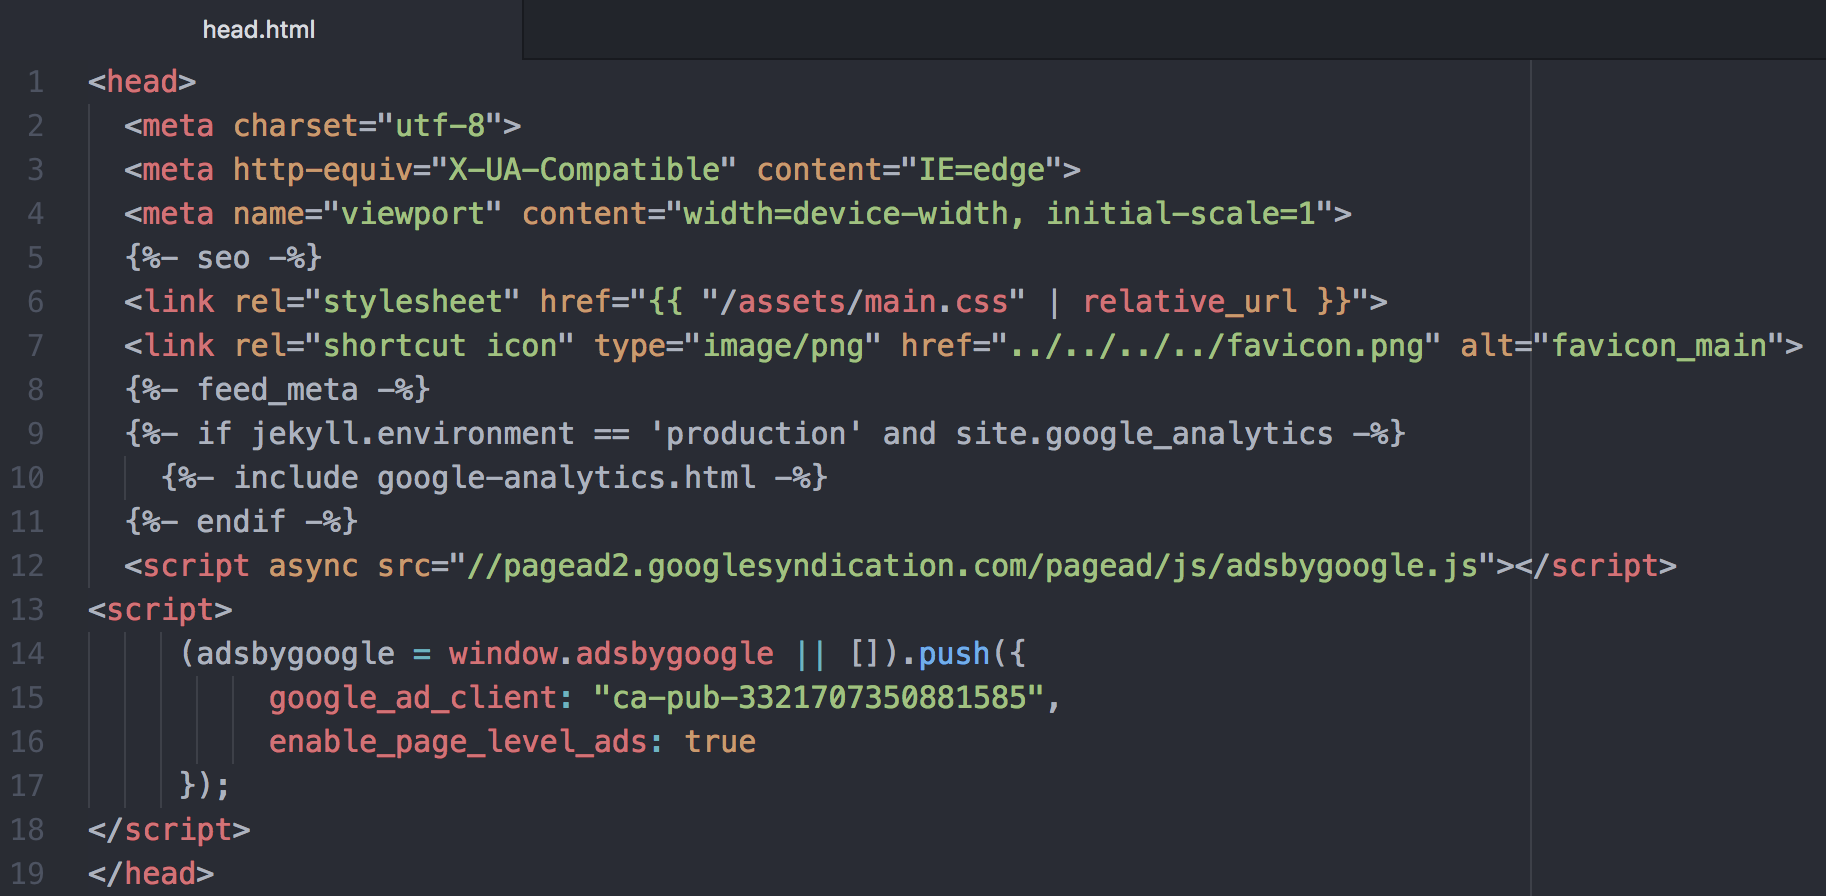 head.html
1 <head>
2   <meta charset="utf-8">
3   <meta http-equiv="X-UA-Compatible" content="IE=edge">
4   <meta name="viewport" content="width=device-width, initial-scale=1">
5   {%- seo -%}
6   <link rel="stylesheet" href="{{ "/assets/main.css" | relative_url }}">
7   <link rel="shortcut icon" type="image/png" href="../../../../favicon.png" alt="favicon_main">
8   {%- feed_meta -%}
9   {%- if jekyll.environment == 'production' and site.google_analytics -%}
10     {%- include google-analytics.html -%}
11   {%- endif -%}
12   <script async src="//pagead2.googlesyndication.com/pagead/js/adsbygoogle.js"></script>
13 <script>
14      (adsbygoogle = window.adsbygoogle || []).push({
15           google_ad_client: "ca-pub-3321707350881585",
16           enable_page_level_ads: true
17      });
18 </script>
19 </head>